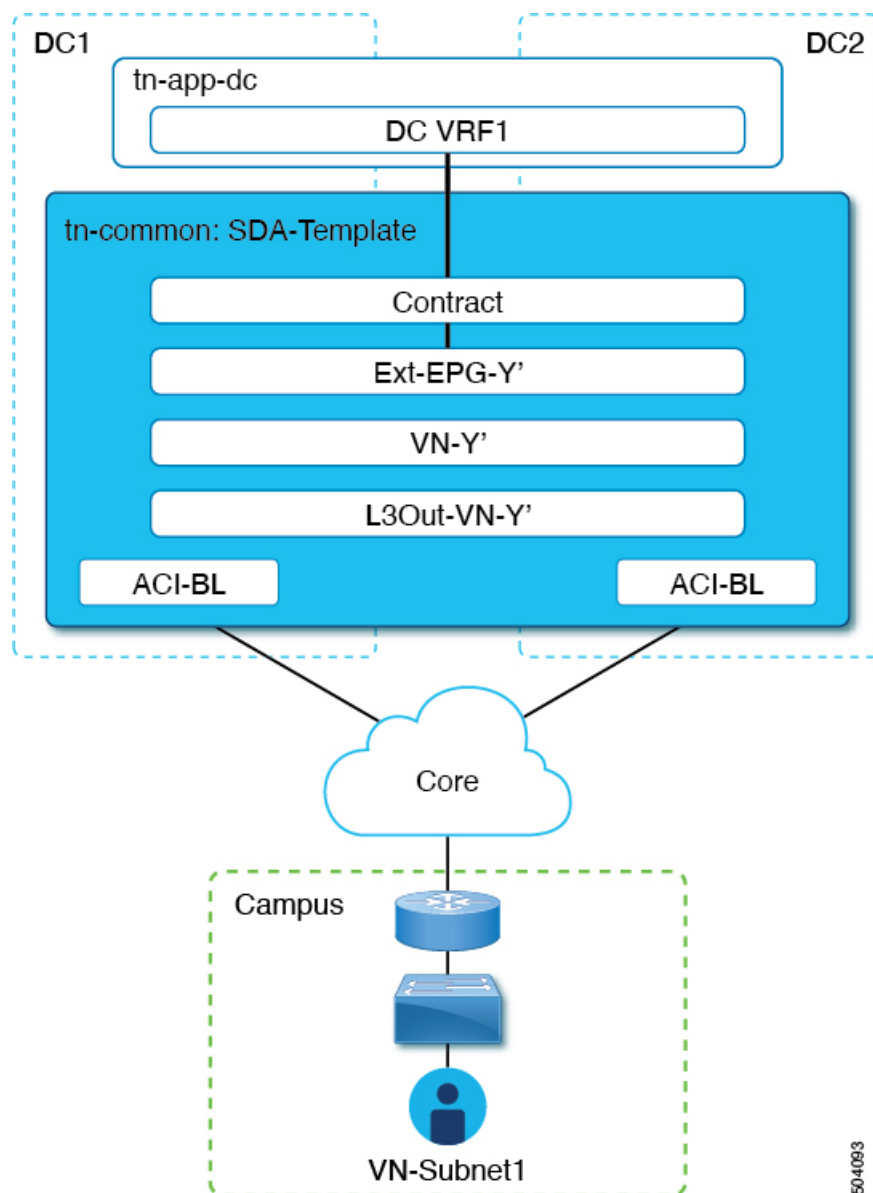 DC1
DC2
tn-app-dc
DC VRF1
tn-common: SDA-Template
Contract
Ext-EPG-Y’
VN-Y’
L3Out-VN-Y’
ACI-BL
ACI-BL
Core
Campus
VN-Subnet1
504093